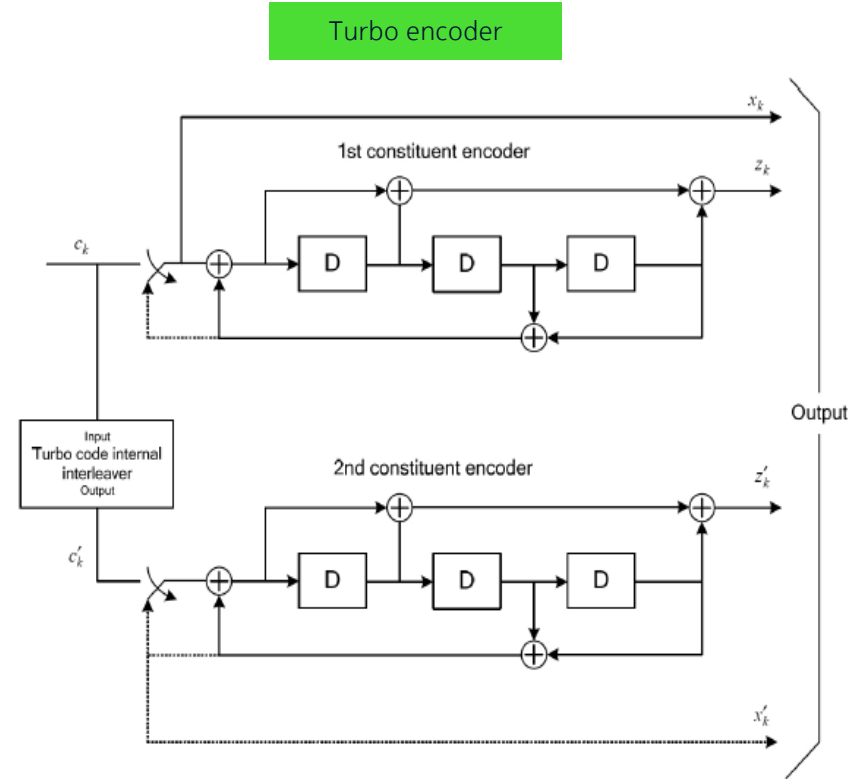 Turbo encoder
x_k
1st constituent encoder
z_k
c_k
D
D
D
Output
Input
Turbo code internal
interleaver
Output
2nd constituent encoder
z′_k
c′_k
D
D
D
x′_k